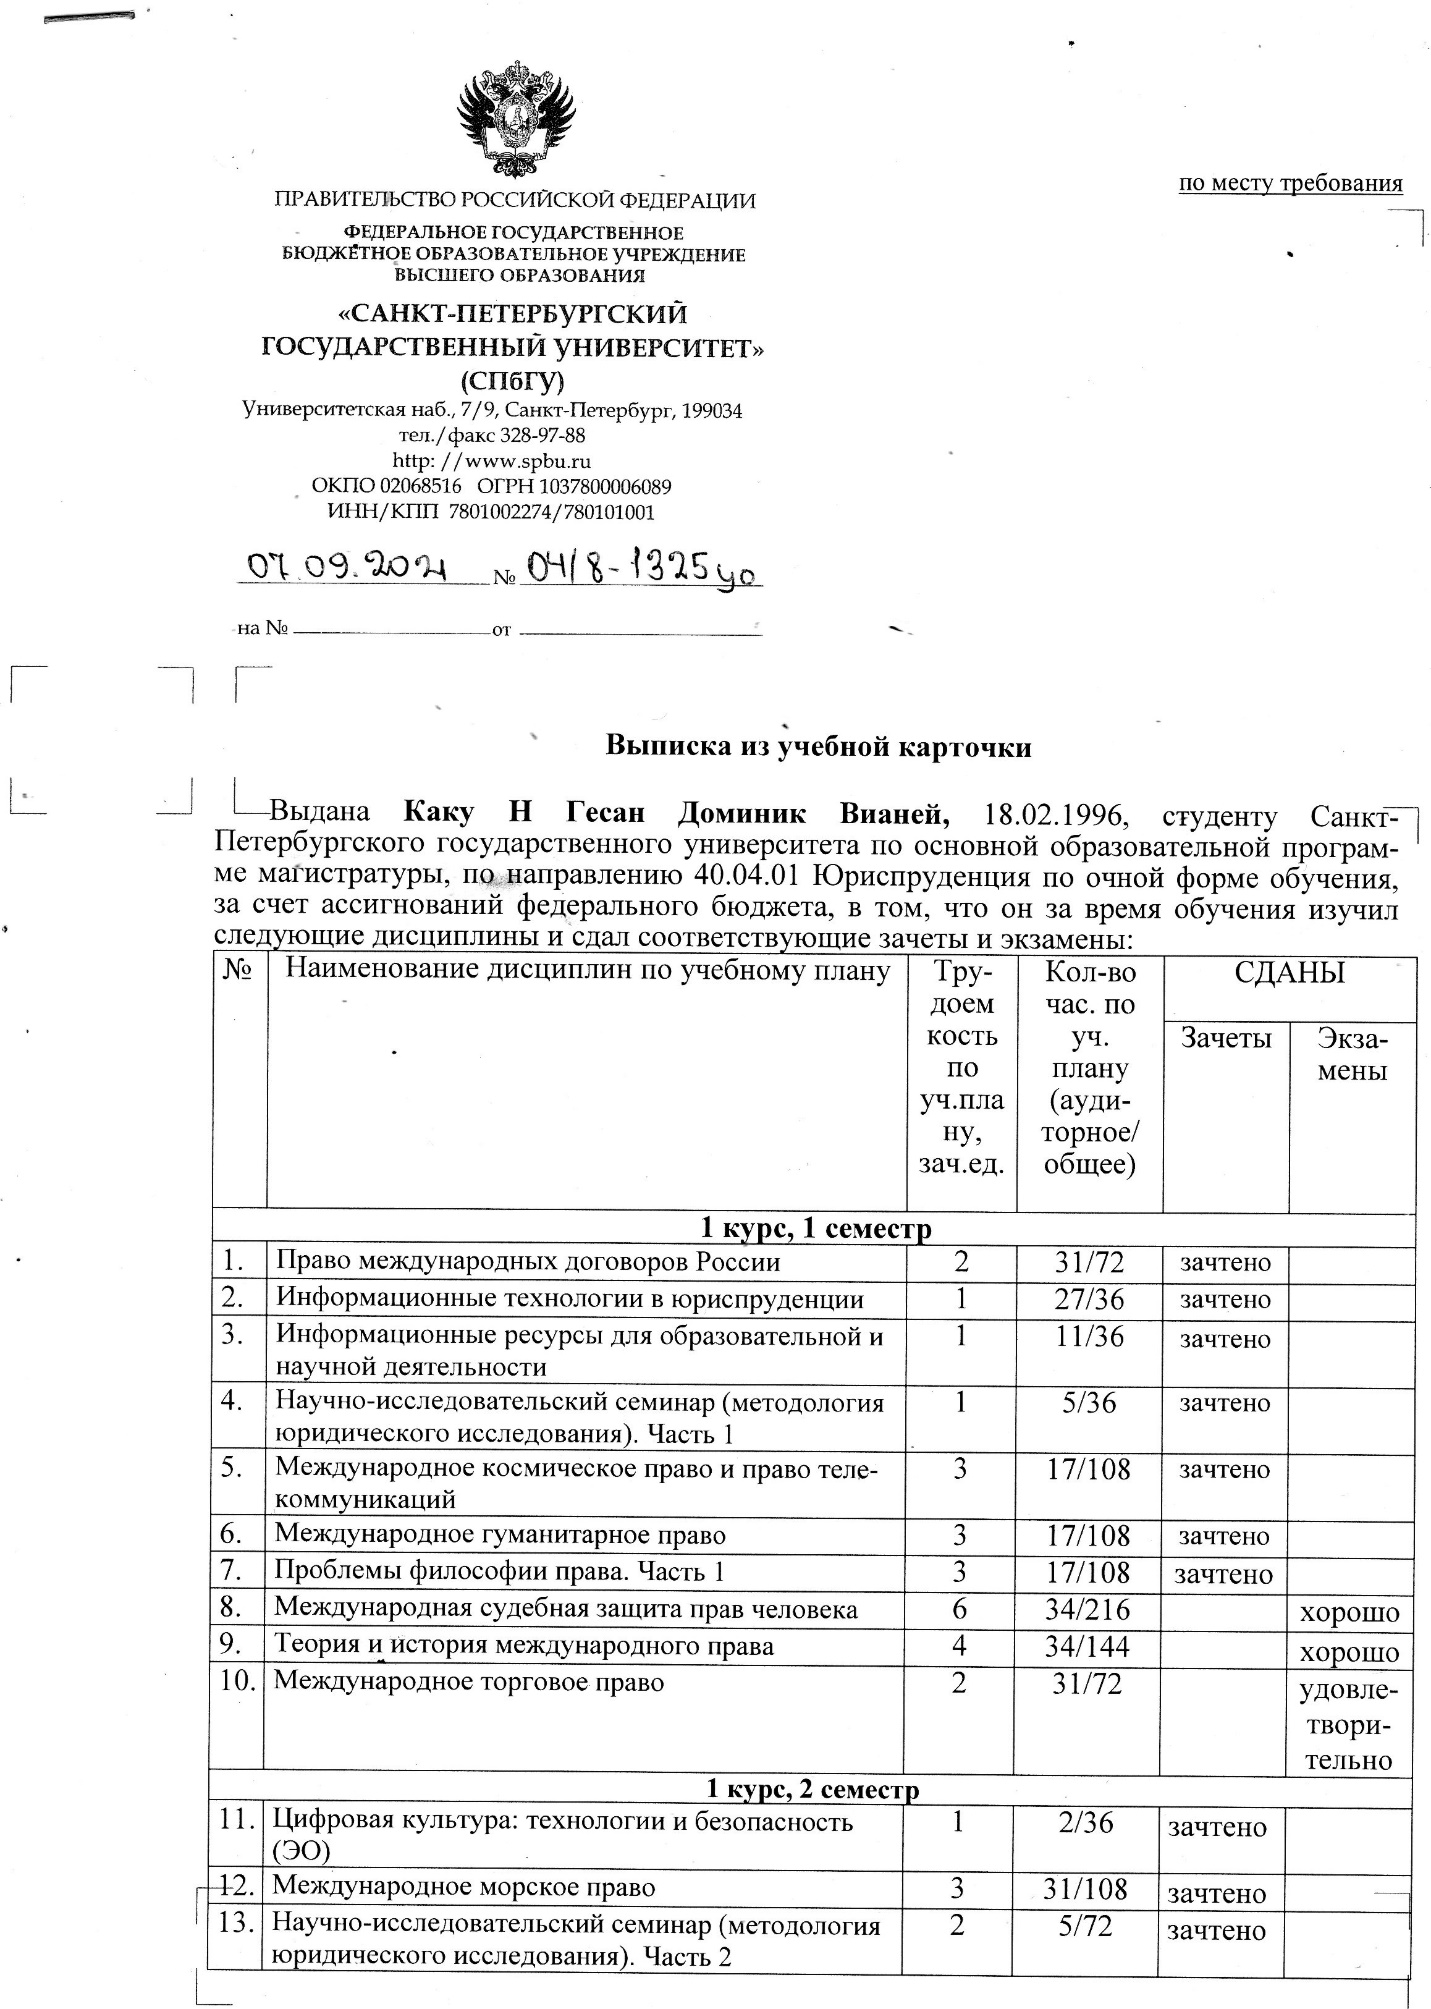 ПРАВИТЕЛЬСТВО РОССИЙСКОЙ ФЕДЕРАЦИИ
ФЕДЕРАЛЬНОЕ ГОСУДАРСТВЕННОЕ
БЮДЖЕТНОЕ ОБРАЗОВАТЕЛЬНОЕ УЧРЕЖДЕНИЕ
ВЫСШЕГО ОБРАЗОВАНИЯ
«САНКТ-ПЕТЕРБУРГСКИЙ
ГОСУДАРСТВЕННЫЙ УНИВЕРСИТЕТ»
(СПбГУ)
Университетская наб., 7/9, Санкт-Петербург, 199034
тел./факс 328-97-88
http: //www.spbu.ru
ОКПО 02068516 ОГРН 1037800006089
ИНН/КПП 7801002274/780101001
07.09.2021 № 04/8-1325уо
на № от
по месту требования
Выписка из учебной карточки
Выдана Каку Н Гесан Доминик Вианей, 18.02.1996, студенту Санкт-
Петербургского государственного университета по основной образовательной програм-
ме магистратуры, по направлению 40.04.01 Юриспруденция по очной форме обучения,
за счет ассигнований федерального бюджета, в том, что он за время обучения изучил
следующие дисциплины и сдал соответствующие зачеты и экзамены:
№
Наименование дисциплин по учебному плану
Тру-
доем
кость
по
уч.пла
ну,
зач.ед.
Кол-во
час. по
уч.
плану
(ауди-
торное/
общее)
СДАНЫ
Зачеты
Экза-
мены
1 курс, 1 семестр
1. Право международных договоров России 2 31/72 зачтено
2. Информационные технологии в юриспруденции 1 27/36 зачтено
3. Информационные ресурсы для образовательной и 1 11/36 зачтено
научной деятельности
4. Научно-исследовательский семинар (методология 1 5/36 зачтено
юридического исследования). Часть 1
5. Международное космическое право и право теле- 3 17/108 зачтено
коммуникаций
6. Международное гуманитарное право 3 17/108 зачтено
7. Проблемы философии права. Часть 1 3 17/108 зачтено
8. Международная судебная защита прав человека 6 34/216 хорошо
9. Теория и история международного права 4 34/144 хорошо
10. Международное торговое право 2 31/72 удовле-
твори-
тельно
1 курс, 2 семестр
11. Цифровая культура: технологии и безопасность 1 2/36 зачтено
(ЭО)
12. Международное морское право 3 31/108 зачтено
13. Научно-исследовательский семинар (методология 2 5/72 зачтено
юридического исследования). Часть 2